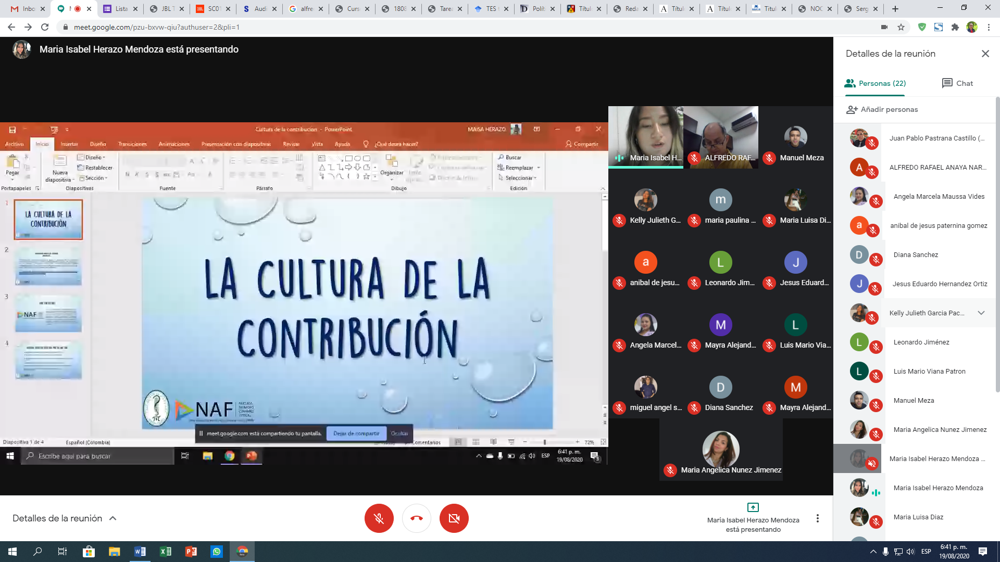 Inbo
Lista
JBL T
SC01
Audi
alfre
Curs
1808
Tarea
TES t
Polít
Títul
Reda
Títul
Títul
Titul
NOC
Serg
meet.google.com/pzu-bxvw-qiu?authuser=2&pli=1
Maria Isabel Herazo Mendoza está presentando
Cultura de la contribucion - PowerPoint
MAISA HERAZO
Archivo
Inicio
Insertar
Diseño
Transiciones
Animaciones
Presentación con diapositivas
Revisar
Vista
Ayuda
¿Qué desea hacer?
Compartir
Pegar
Nueva
diapositiva
Diseño
Restablecer
Sección
Organizar
Buscar
Reemplazar
Seleccionar
Portapapeles
Diapositivas
Fuente
Párrafo
Dibujo
Edición
1
LA CULTURA DE LA
CONTRIBUCIÓN
2
3
NAF
4
LA CULTURA DE LA
CONTRIBUCIÓN
NAF
meet.google.com está compartiendo tu pantalla.
Dejar de compartir
Ocultar
Diapositiva 1 de 4
Español (Colombia)
Comentarios
72%
Escribe aquí para buscar
ESP
6:41 p. m.
19/08/2020
3
Maria Isabel H...
ALFREDO RAF...
Manuel Meza
Kelly Julieth G...
m
maria paulina ...
Maria Luisa Di...
a
anibal de jesu...
L
Leonardo Jim...
J
Jesus Eduard...
Angela Marcel...
M
Mayra Alejand...
L
Luis Mario Via...
miguel angel s...
D
Diana Sanchez
M
Mayra Alejand...
Maria Angelica Nunez Jimenez
Detalles de la reunión
Personas (22)
Chat
Añadir personas
Juan Pablo Pastrana Castillo (...
A
ALFREDO RAFAEL ANAYA NAR...
Angela Marcela Maussa Vides
a
anibal de jesus paternina gomez
D
Diana Sanchez
J
Jesus Eduardo Hernandez Ortiz
Kelly Julieth Garcia Pac...
L
Leonardo Jiménez
L
Luis Mario Viana Patron
Manuel Meza
Maria Angelica Nunez Jimenez
Maria Isabel Herazo Mendoza ...
Maria Isabel Herazo Mendoza
Maria Luisa Diaz
Detalles de la reunión
Maria Isabel Herazo Mendoza
está presentando
ESP
6:41 p. m.
19/08/2020